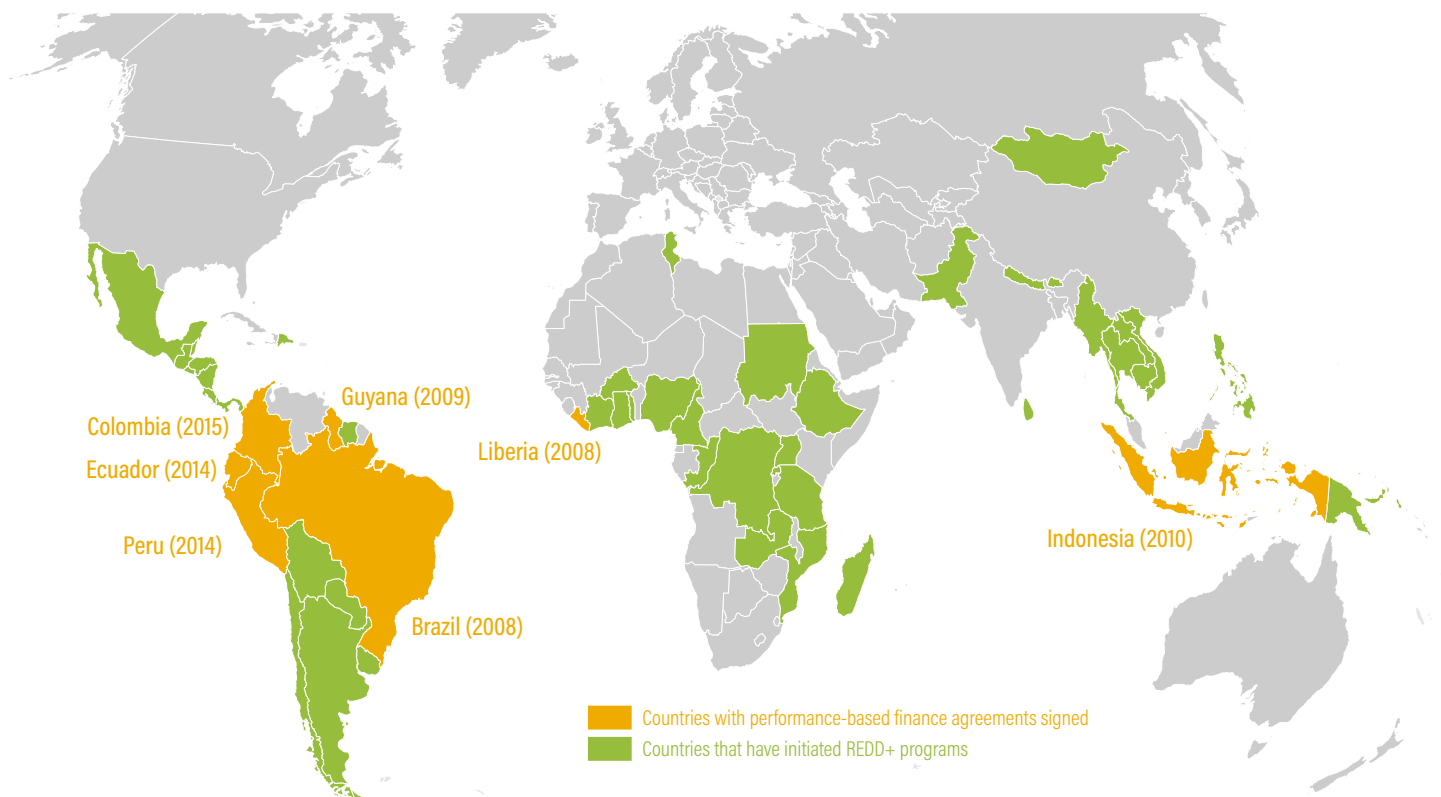 Guyana (2009)
Colombia (2015)
Liberia (2008)
Ecuador (2014)
Indonesia (2010)
Peru (2014)
Brazil (2008)
Countries with performance-based finance agreements signed
Countries that have initiated REDD+ programs